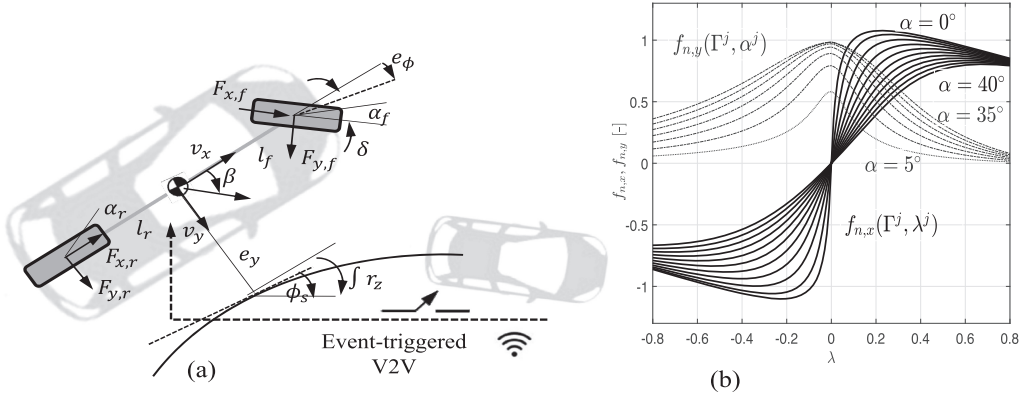 e_ϕ
F_{x,f}
α_f
v_x
l_f
F_{y,f}
δ
β
α_r
l_r
v_y
F_{x,r}
e_y
F_{y,r}
ϕ_s
∫ r_z
Event-triggered
V2V
(a)
α = 0°
f_{n,y}(Γ^j, α^j)
1
0.5
0
-0.5
-1
f_{n,x}, f_{n,y} [-]
α = 40°
α = 35°
α = 5°
f_{n,x}(Γ^j, λ^j)
-0.8 -0.6 -0.4 -0.2 0 0.2 0.4 0.6 0.8
λ
(b)